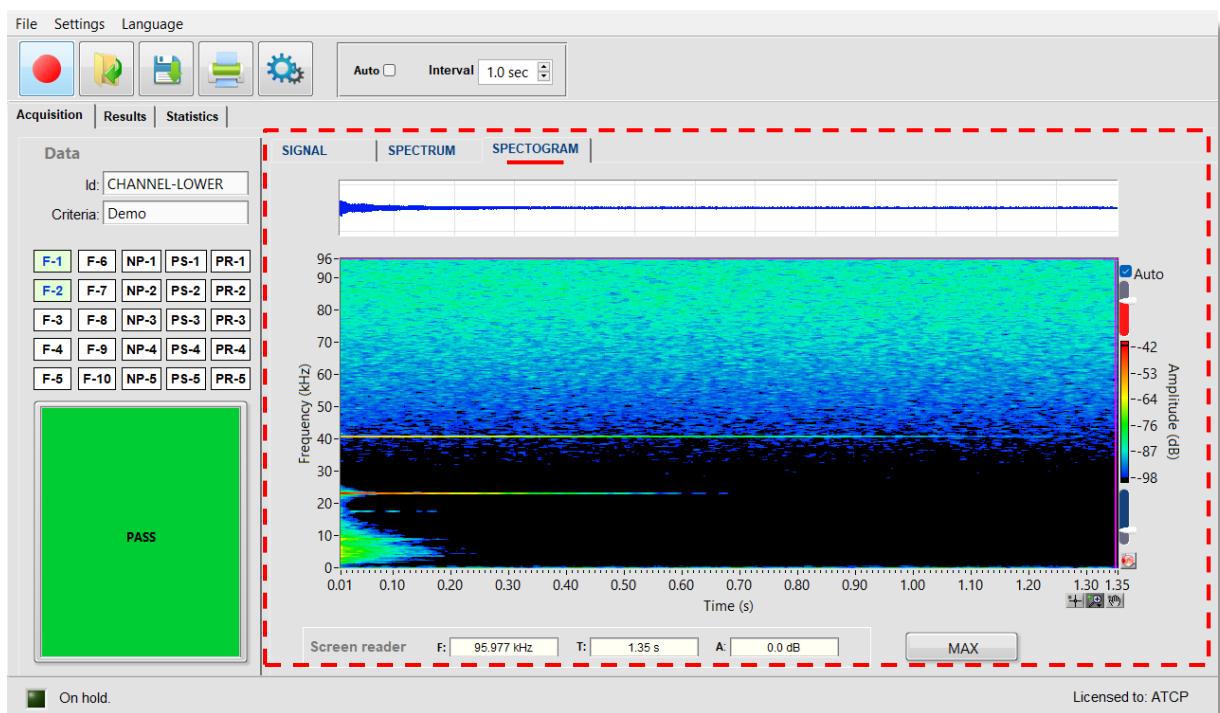 File Settings Language
Auto Interval 1.0 sec
Acquisition Results Statistics
Data
Id: CHANNEL-LOWER
Criteria: Demo
F-1 F-6 NP-1 PS-1 PR-1
F-2 F-7 NP-2 PS-2 PR-2
F-3 F-8 NP-3 PS-3 PR-3
F-4 F-9 NP-4 PS-4 PR-4
F-5 F-10 NP-5 PS-5 PR-5
PASS
SIGNAL SPECTRUM SPECTOGRAM
96
90
80
70
60
50
40
30
20
10
0
Frequency (kHz)
0.01 0.10 0.20 0.30 0.40 0.50 0.60 0.70 0.80 0.90 1.00 1.10 1.20 1.30 1.35
Time (s)
Auto
-42
-53
-64
-76
-87
-98
Amplitude (dB)
Screen reader F: 95.977 kHz T: 1.35 s A: 0.0 dB MAX
On hold. Licensed to: ATCP